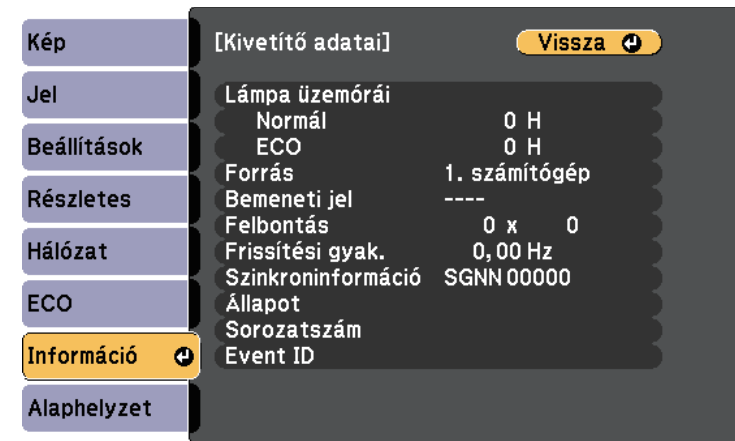 Kép
Jel
Beállítások
Részletes
Hálózat
ECO
Információ
Alaphelyzet
[Kivetítő adatai] Vissza
Lámpa üzemórái
Normál 0 H
ECO 0 H
Forrás 1. számítógép
Bemeneti jel ----
Felbontás 0 x 0
Frissítési gyak. 0,00 Hz
Szinkroninformáció SGNN 00000
Állapot
Sorozatszám
Event ID